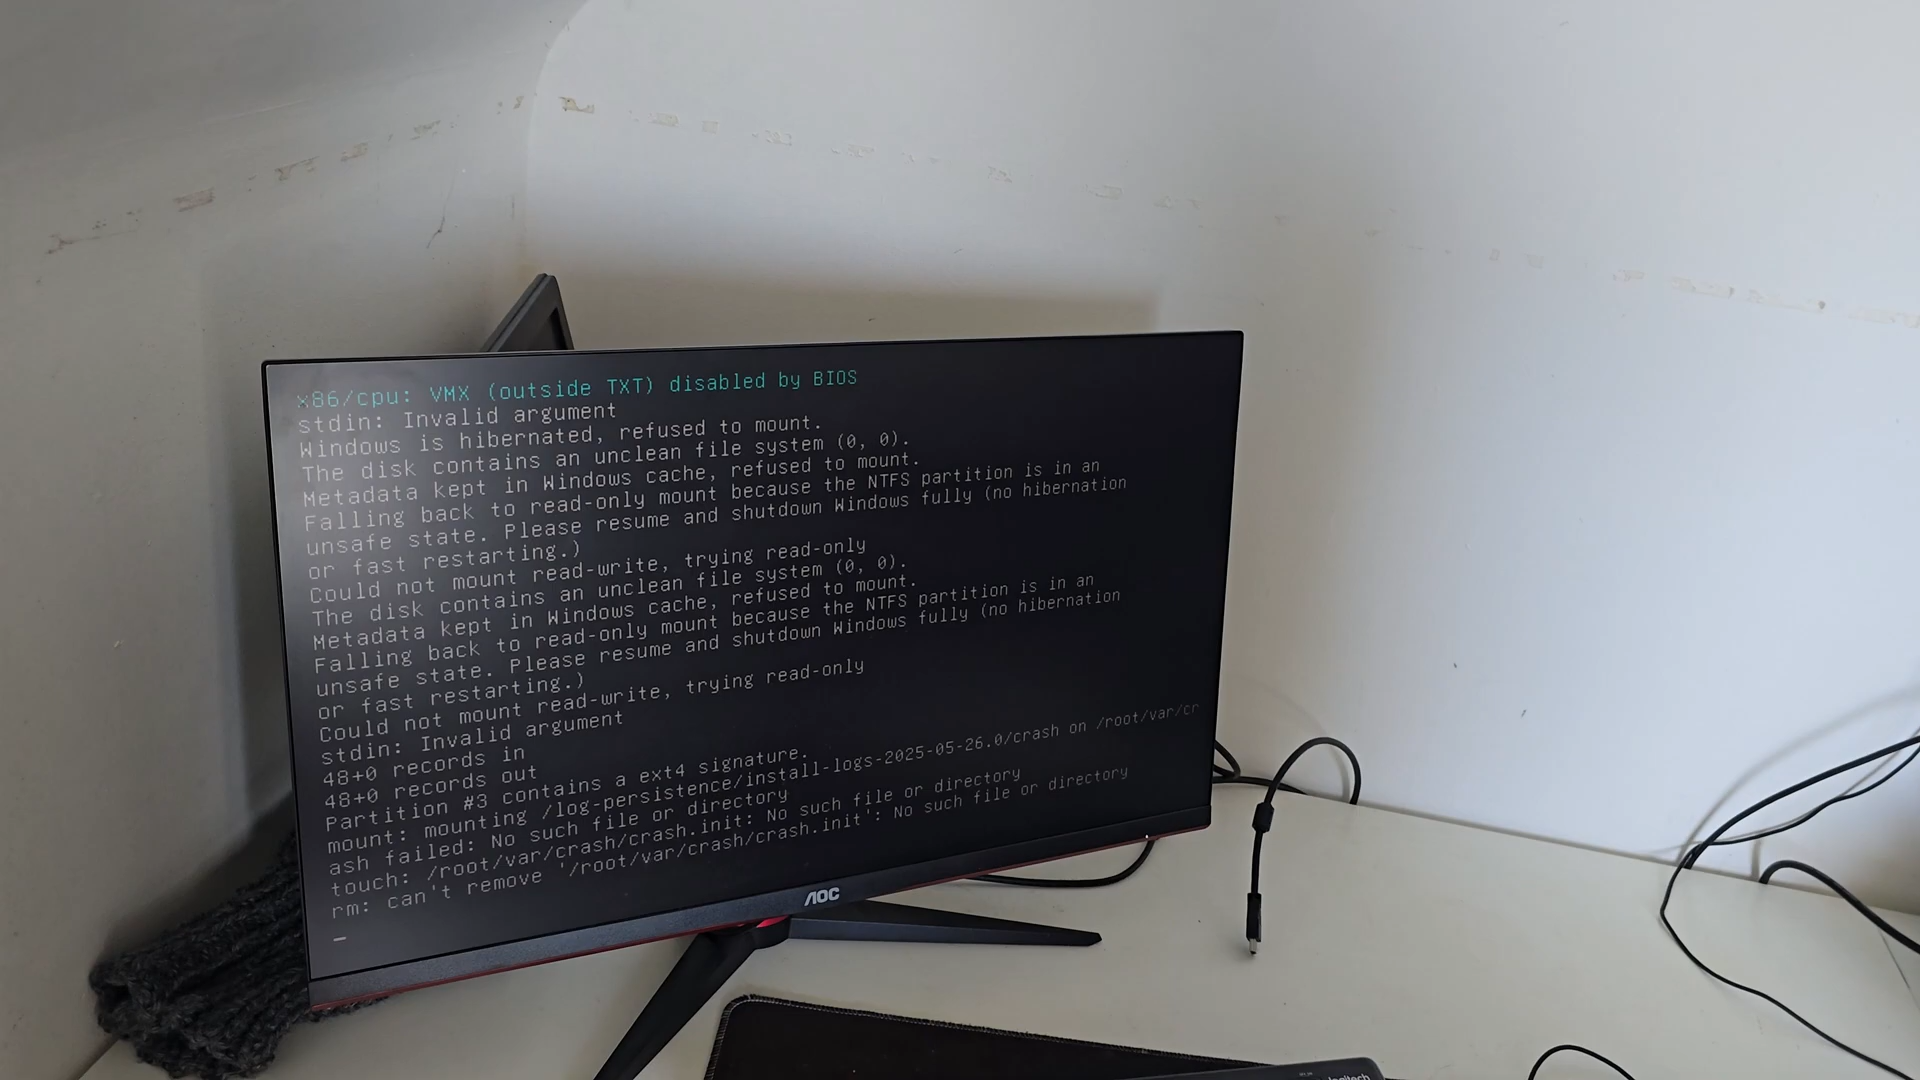 x86/cpu: VMX (outside TXT) disabled by BIOS
stdin: Invalid argument
Windows is hibernated, refused to mount.
The disk contains an unclean file system (0, 0).
Metadata kept in Windows cache, refused to mount.
Falling back to read-only mount because the NTFS partition is in an
unsafe state. Please resume and shutdown Windows fully (no hibernation
or fast restarting.)
Could not mount read-write, trying read-only
The disk contains an unclean file system (0, 0).
Metadata kept in Windows cache, refused to mount.
Falling back to read-only mount because the NTFS partition is in an
unsafe state. Please resume and shutdown Windows fully (no hibernation
or fast restarting.)
Could not mount read-write, trying read-only
stdin: Invalid argument
48+0 records in
48+0 records out
Partition #3 contains a ext4 signature.
mount: mounting /log-persistence/install-logs-2025-05-26.0/crash on /root/var/cr
ash failed: No such file or directory
touch: /root/var/crash/crash.init: No such file or directory
rm: can't remove '/root/var/crash/crash.init': No such file or directory
_
AOC
logitech